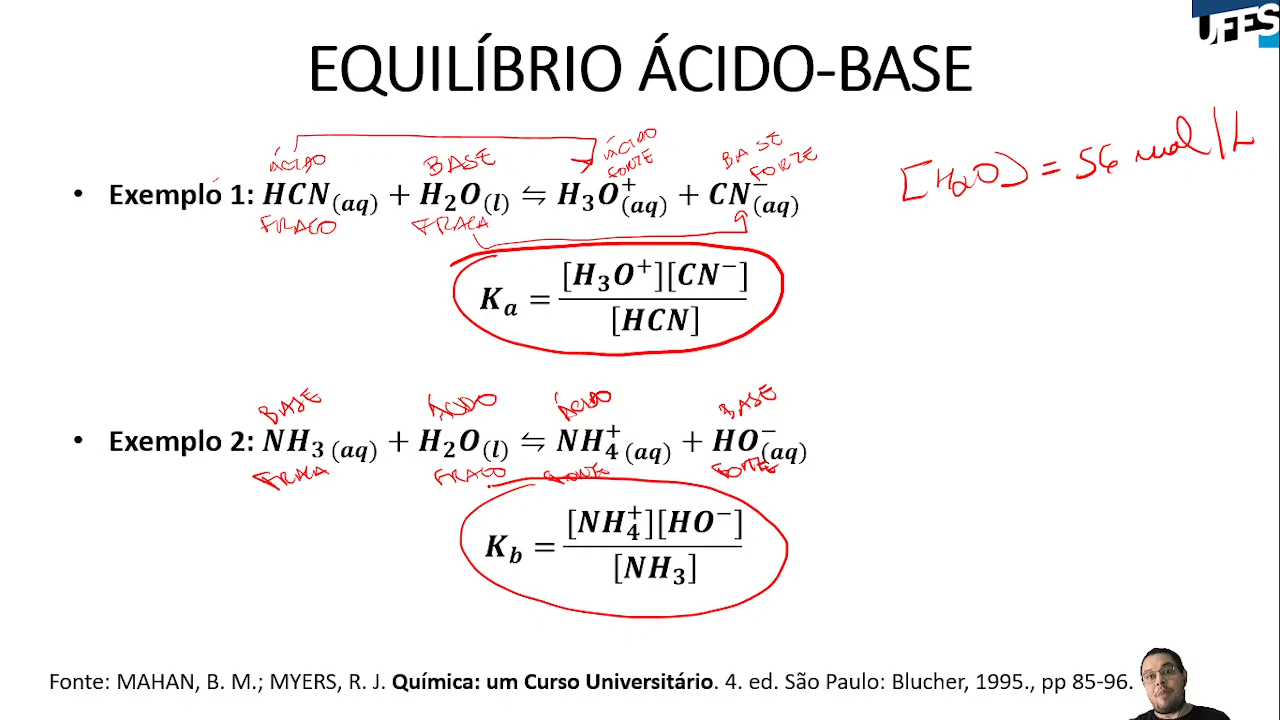 UFES
EQUILÍBRIO ÁCIDO-BASE
[H2O] = 56 mol/L
ÁCIDO BASE ÁCIDO FORTE BASE FORTE
• Exemplo 1: HCN(aq) + H₂O(l) ⇋ H₃O⁺(aq) + CN⁻(aq)
FRACO FRACA
Kₐ = [H₃O⁺][CN⁻] / [HCN]
BASE ÁCIDO ÁCIDO BASE
• Exemplo 2: NH₃ (aq) + H₂O(l) ⇋ NH₄⁺ (aq) + HO⁻(aq)
FRACA FRACO FORTE FORTE
K_b = [NH₄⁺][HO⁻] / [NH₃]
Fonte: MAHAN, B. M.; MYERS, R. J. Química: um Curso Universitário. 4. ed. São Paulo: Blucher, 1995., pp 85-96.